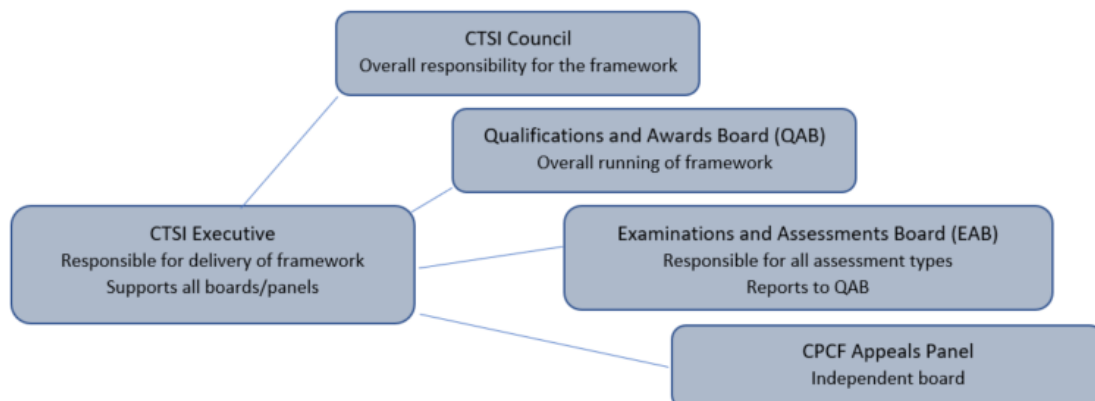 CTSI Council
Overall responsibility for the framework
Qualifications and Awards Board (QAB)
Overall running of framework
CTSI Executive
Responsible for delivery of framework
Supports all boards/panels
Examinations and Assessments Board (EAB)
Responsible for all assessment types
Reports to QAB
CPCF Appeals Panel
Independent board